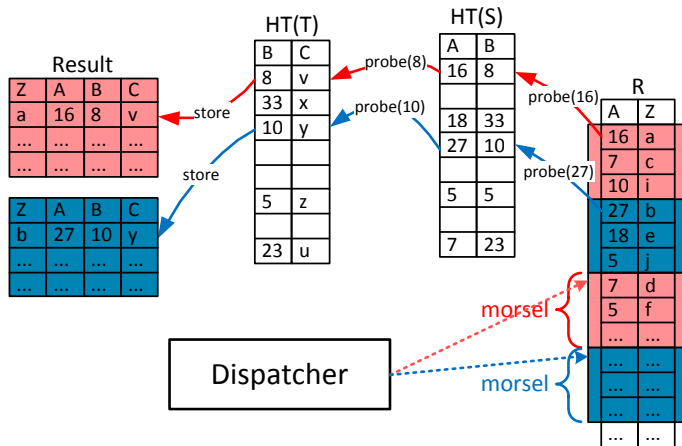 HT(T)
HT(S)
Result
R
B C
8 v
33 x
10 y
5 z
23 u
A B
16 8
18 33
27 10
5 5
7 23
Z A B C
a 16 8 v
... ... ... ...
... ... ... ...
Z A B C
b 27 10 y
... ... ... ...
... ... ... ...
store
store
probe(8)
probe(10)
probe(16)
probe(27)
A Z
16 a
7 c
10 i
27 b
18 e
5 j
7 d
5 f
... ...
... ...
... ...
... ...
... ...
morsel
morsel
Dispatcher